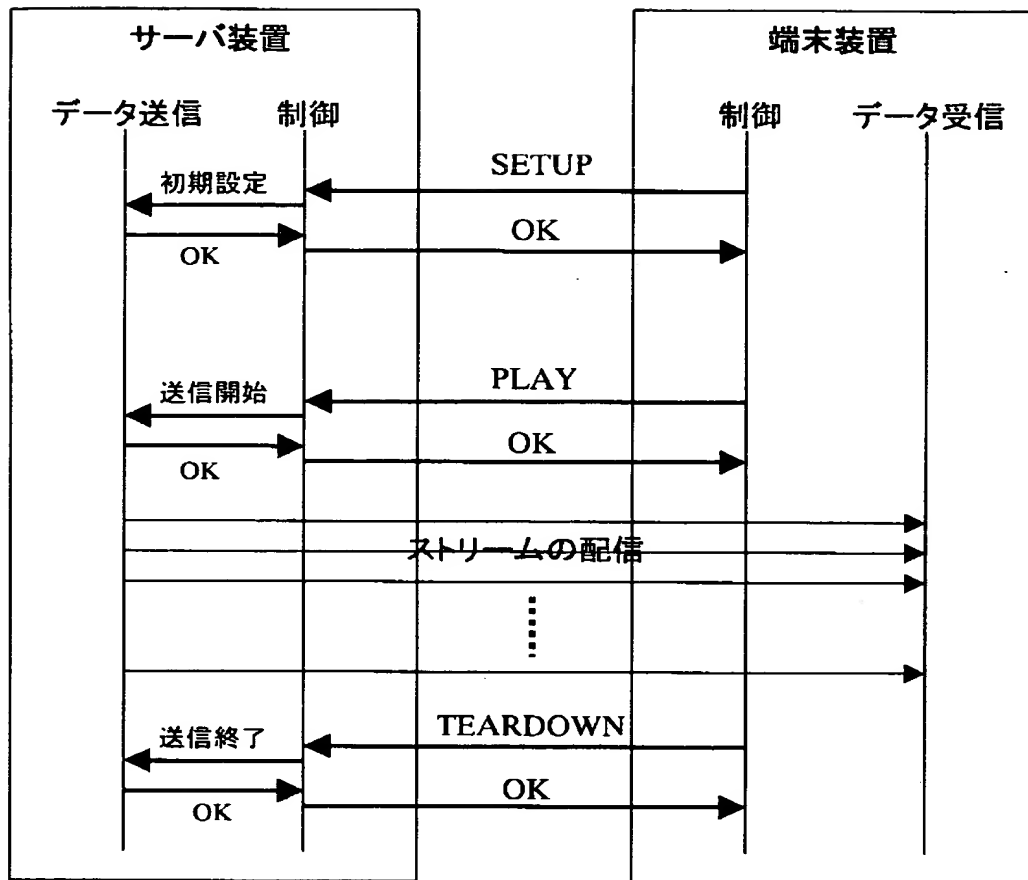 サーバ装置
端末装置
データ送信
制御
制御
データ受信
SETUP
初期設定
OK
OK
PLAY
送信開始
OK
OK
ストリームの配信
TEARDOWN
送信終了
OK
OK